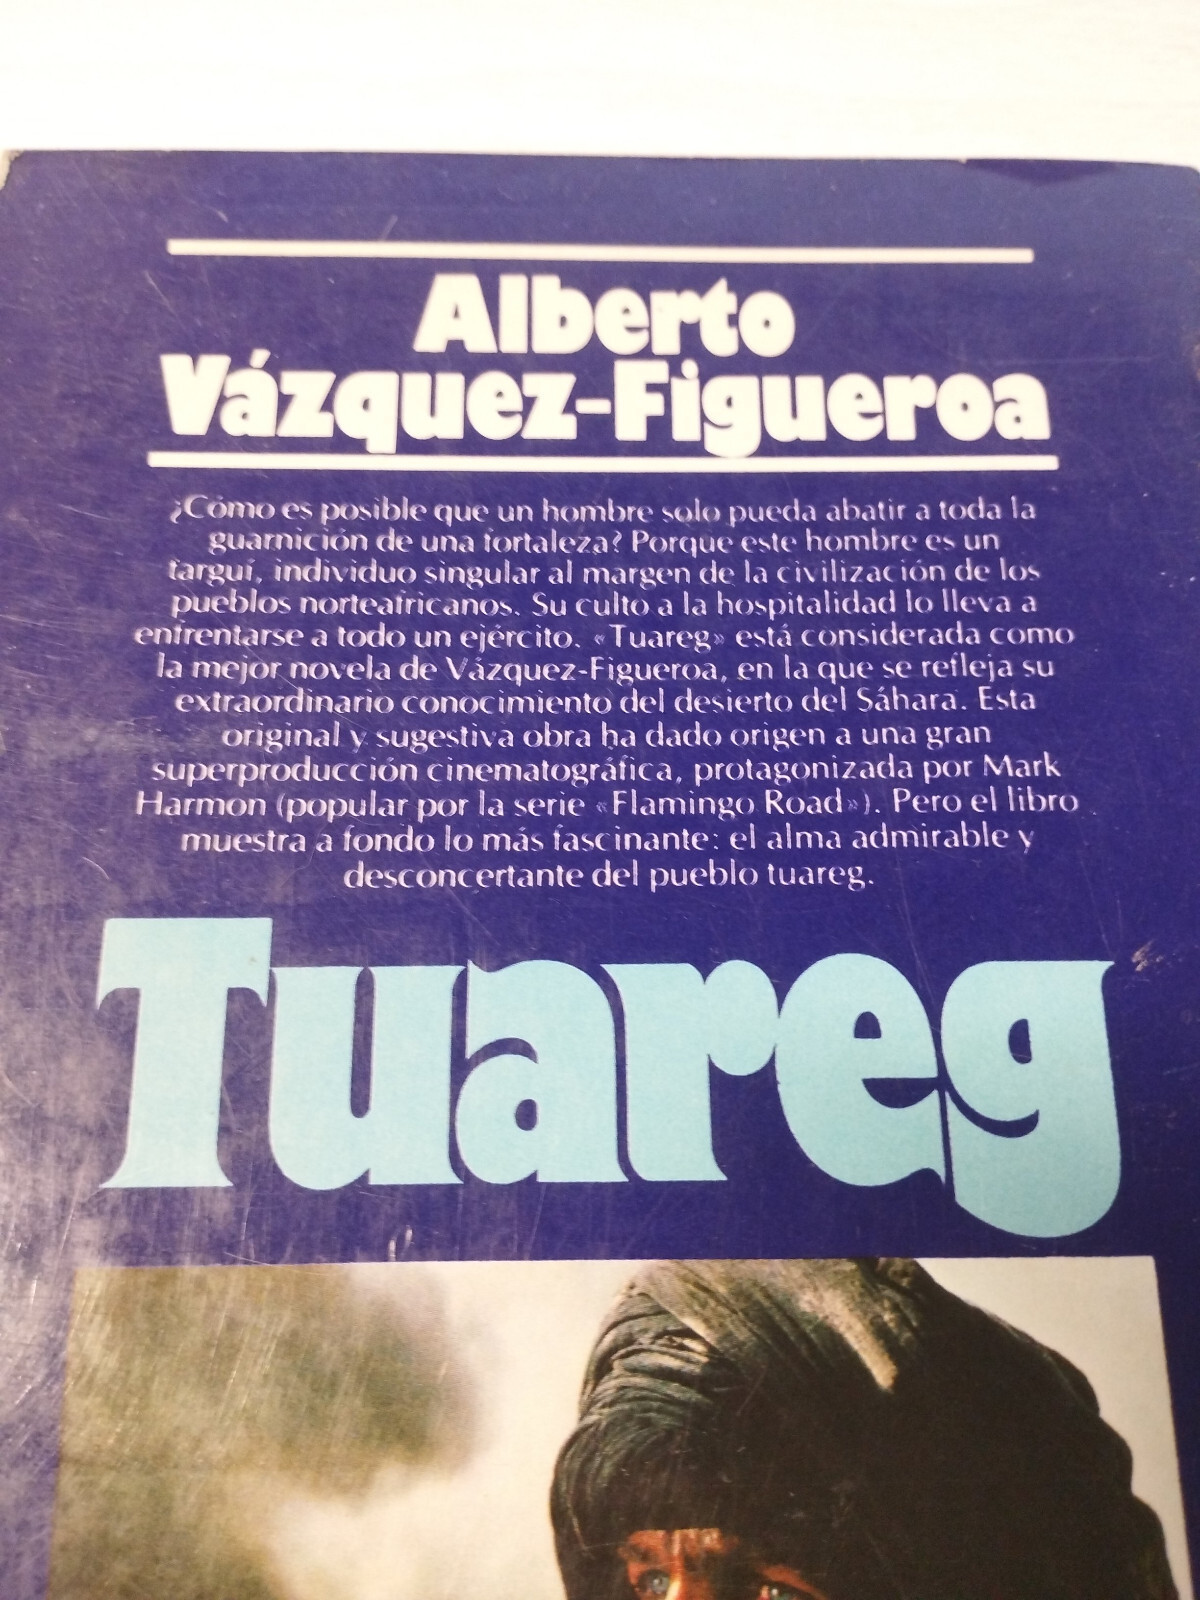 Alberto
Vázquez-Figueroa
¿Cómo es posible que un hombre solo pueda abatir a toda la
guarnición de una fortaleza? Porque este hombre es un
targuí, individuo singular al margen de la civilización de los
pueblos norteafricanos. Su culto a la hospitalidad lo lleva a
enfrentarse a todo un ejército. «Tuareg» está considerada como
la mejor novela de Vázquez-Figueroa, en la que se refleja su
extraordinario conocimiento del desierto del Sáhara. Esta
original y sugestiva obra ha dado origen a una gran
superproducción cinematográfica, protagonizada por Mark
Harmon (popular por la serie «Flamingo Road»). Pero el libro
muestra a fondo lo más fascinante: el alma admirable y
desconcertante del pueblo tuareg.
Tuareg